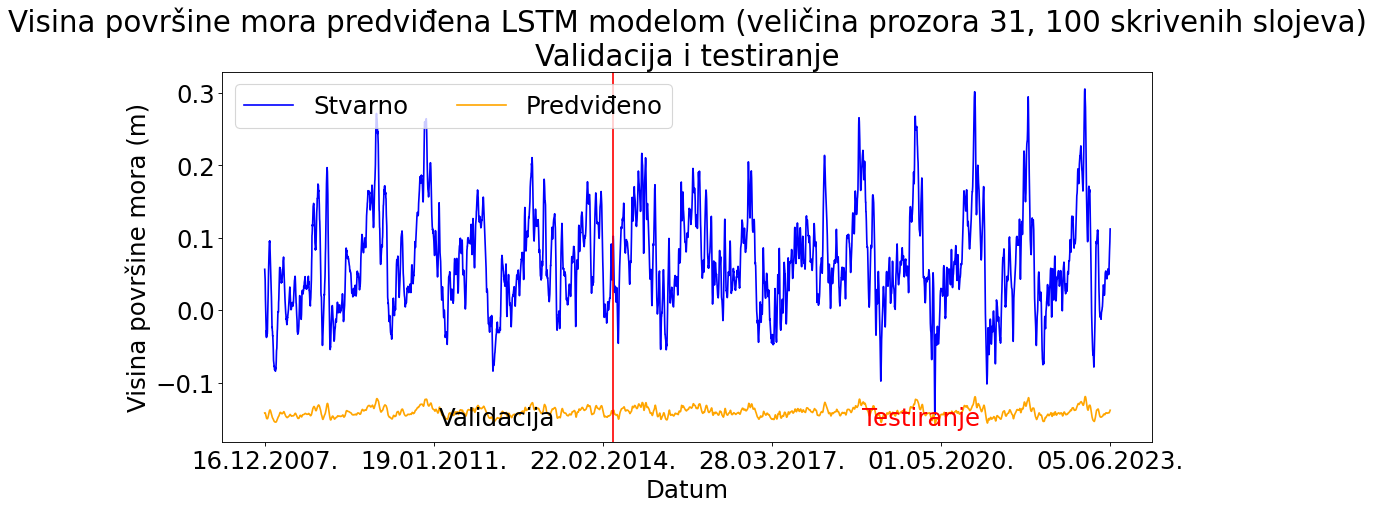 Visina površine mora predviđena LSTM modelom (veličina prozora 31, 100 skrivenih slojeva)
Validacija i testiranje
Stvarno
Predviđeno
Visina površine mora (m)
0.3
0.2
0.1
0.0
−0.1
Validacija
Testiranje
16.12.2007.
19.01.2011.
22.02.2014.
28.03.2017.
01.05.2020.
05.06.2023.
Datum